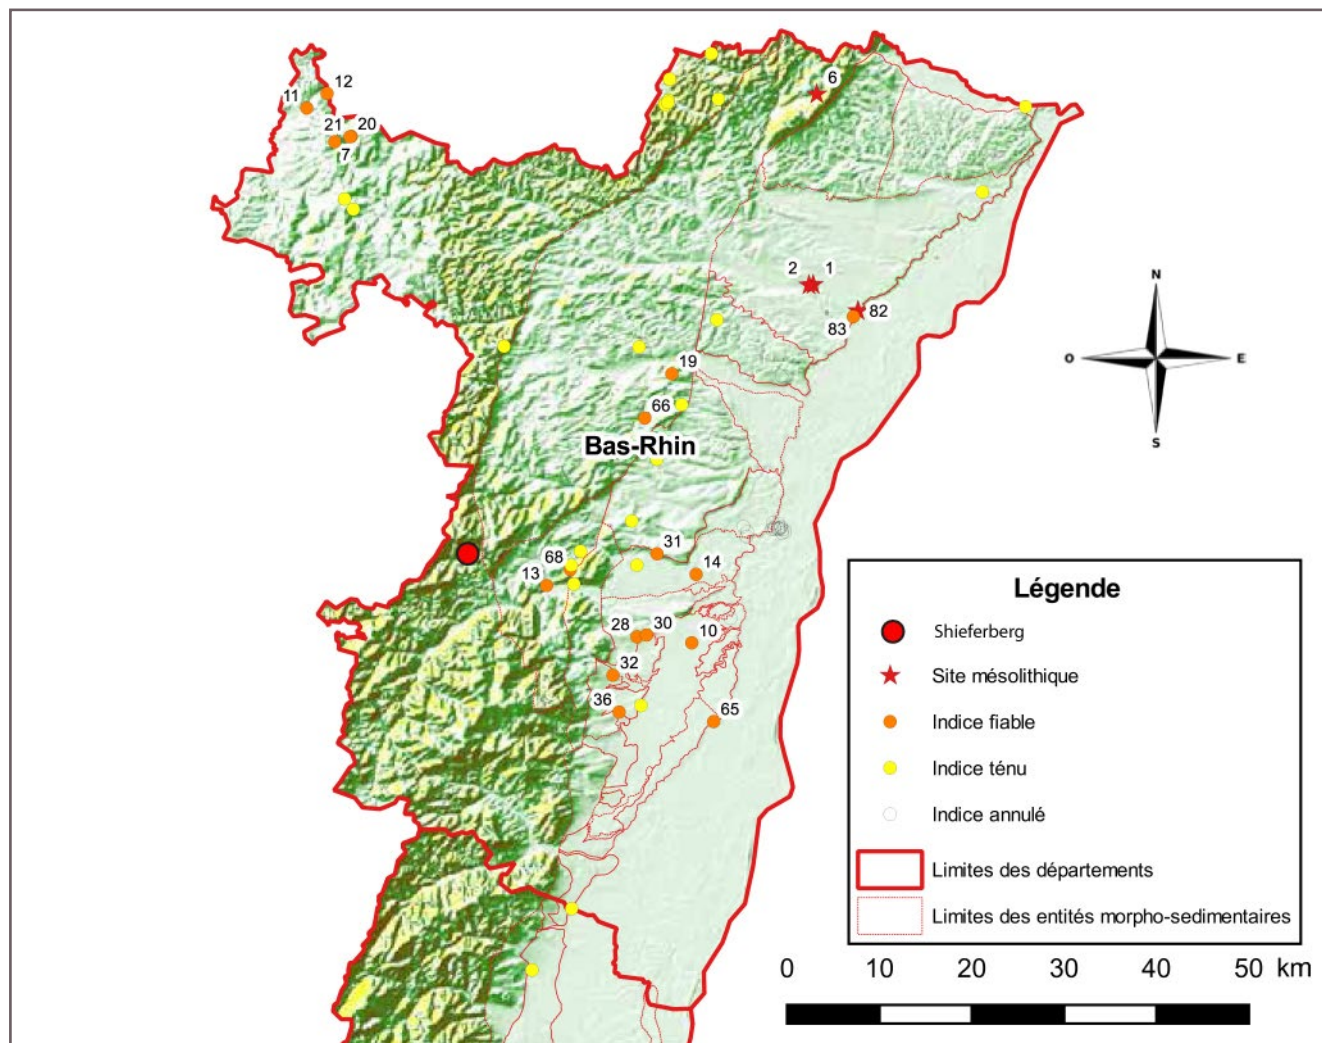 12
6
11
21
20
7
2
1
82
83
19
66
Bas-Rhin
31
68
14
13
28
30
10
32
36
65
N
O
E
S
Légende
Shieferberg
Site mésolithique
Indice fiable
Indice ténu
Indice annulé
Limites des départements
Limites des entités morpho-sedimentaires
0 10 20 30 40 50 km